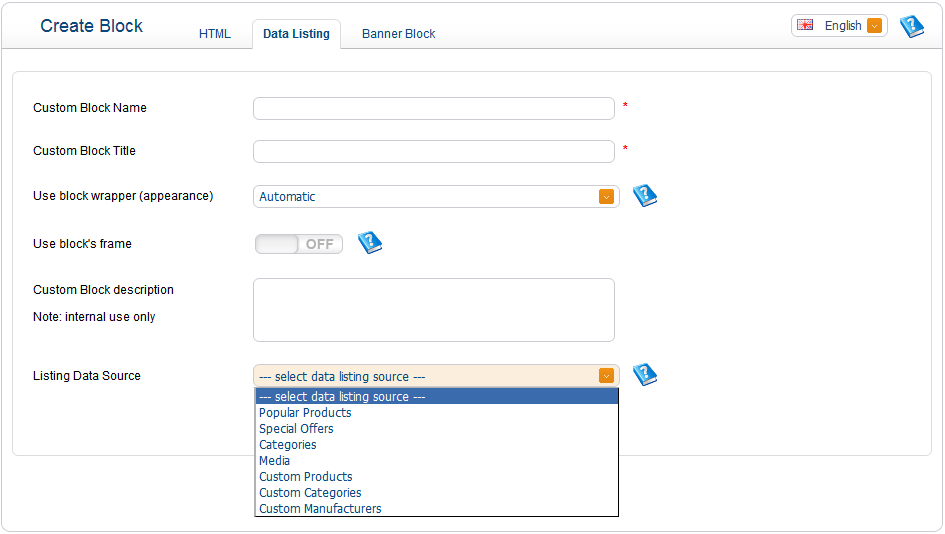 Create Block
HTML
Data Listing
Banner Block
English
Custom Block Name
*
Custom Block Title
*
Use block wrapper (appearance)
Automatic
Use block's frame
OFF
Custom Block description
Note: internal use only
Listing Data Source
--- select data listing source ---
--- select data listing source ---
Popular Products
Special Offers
Categories
Media
Custom Products
Custom Categories
Custom Manufacturers